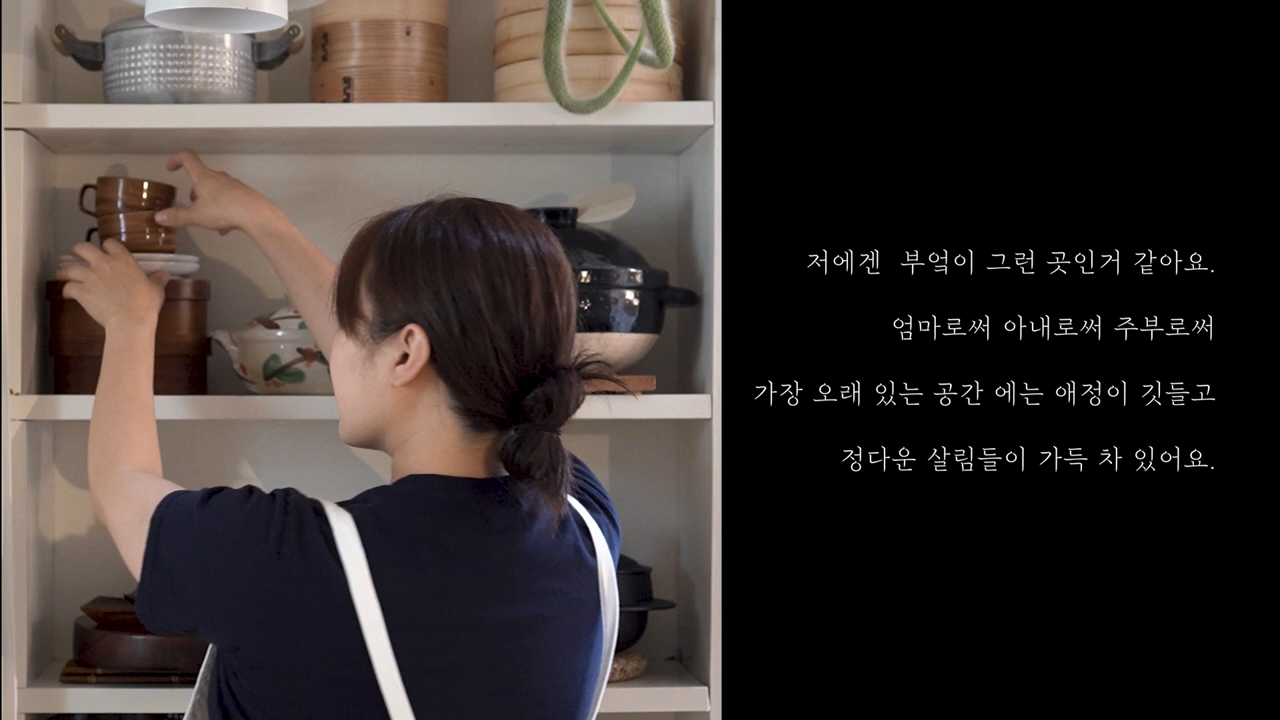 저에겐 부엌이 그런 곳인거 같아요.
엄마로써 아내로써 주부로써
가장 오래 있는 공간 에는 애정이 깃들고
정다운 살림들이 가득 차 있어요.